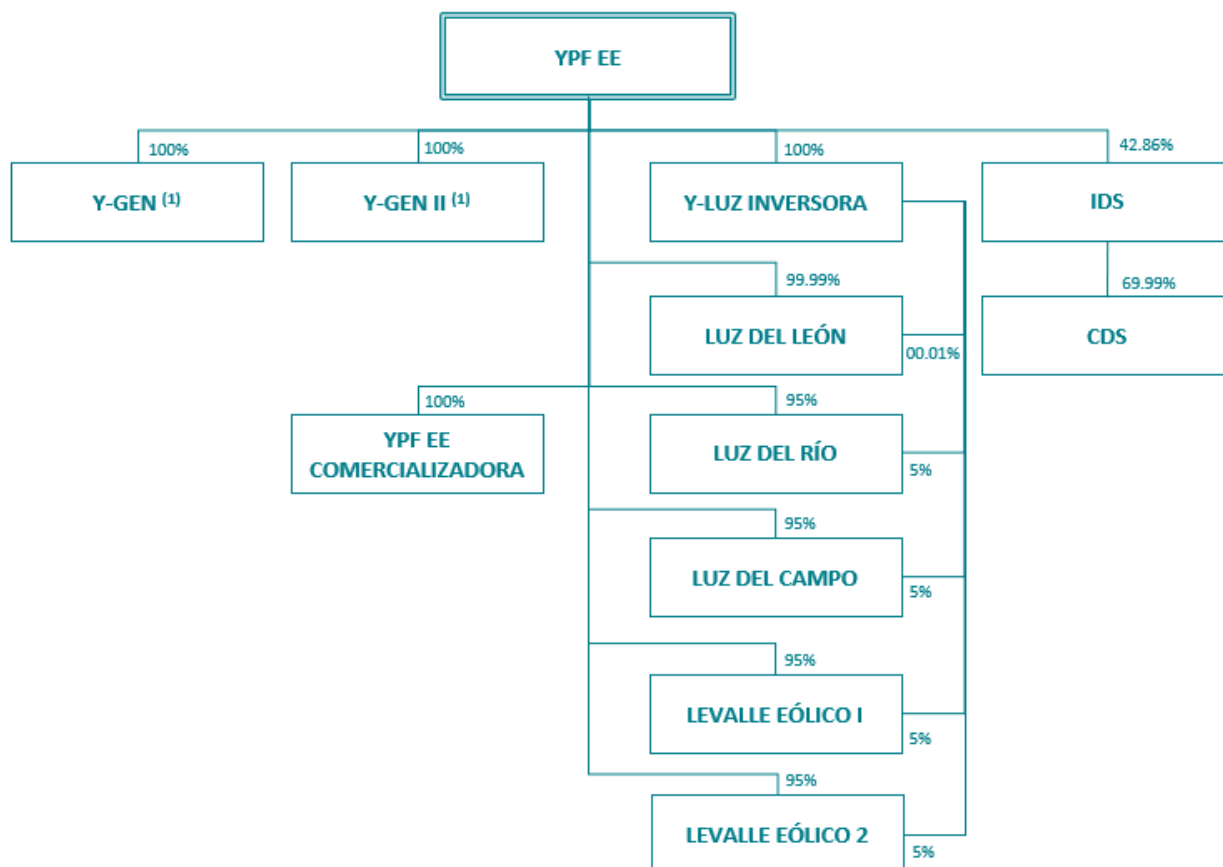 YPF EE
100%
100%
100%
42.86%
Y-GEN (1)
Y-GEN II (1)
Y-LUZ INVERSORA
IDS
99.99%
69.99%
LUZ DEL LEÓN
CDS
00.01%
100%
95%
YPF EE
COMERCIALIZADORA
LUZ DEL RÍO
5%
95%
LUZ DEL CAMPO
5%
95%
LEVALLE EÓLICO I
5%
95%
LEVALLE EÓLICO 2
5%